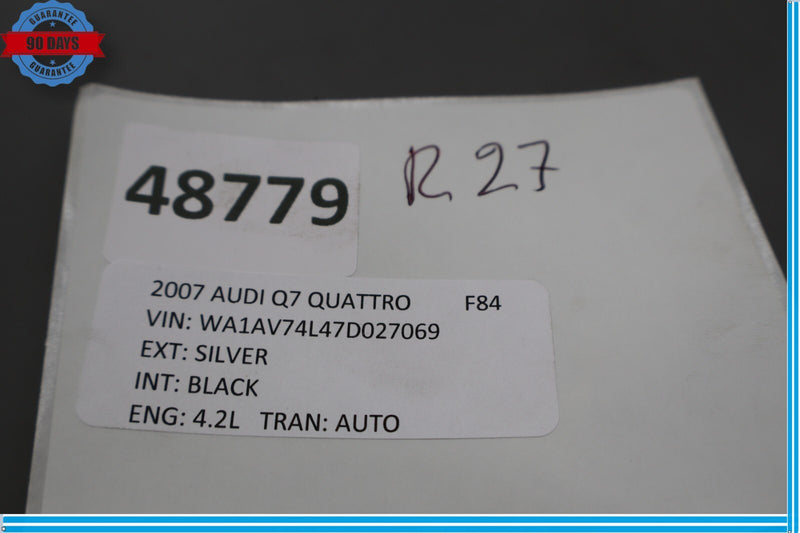 GUARANTEE
90 DAYS
GUARANTEE
48779
R 27
2007 AUDI Q7 QUATTRO F84
VIN: WA1AV74L47D027069
EXT: SILVER
INT: BLACK
ENG: 4.2L TRAN: AUTO